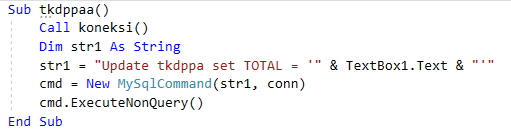 Sub tkdppaa()
Call koneksi()
Dim str1 As String
str1 = "Update tkdppa set TOTAL = '" & TextBox1.Text & "'"
cmd = New MySqlCommand(str1, conn)
cmd.ExecuteNonQuery()
End Sub